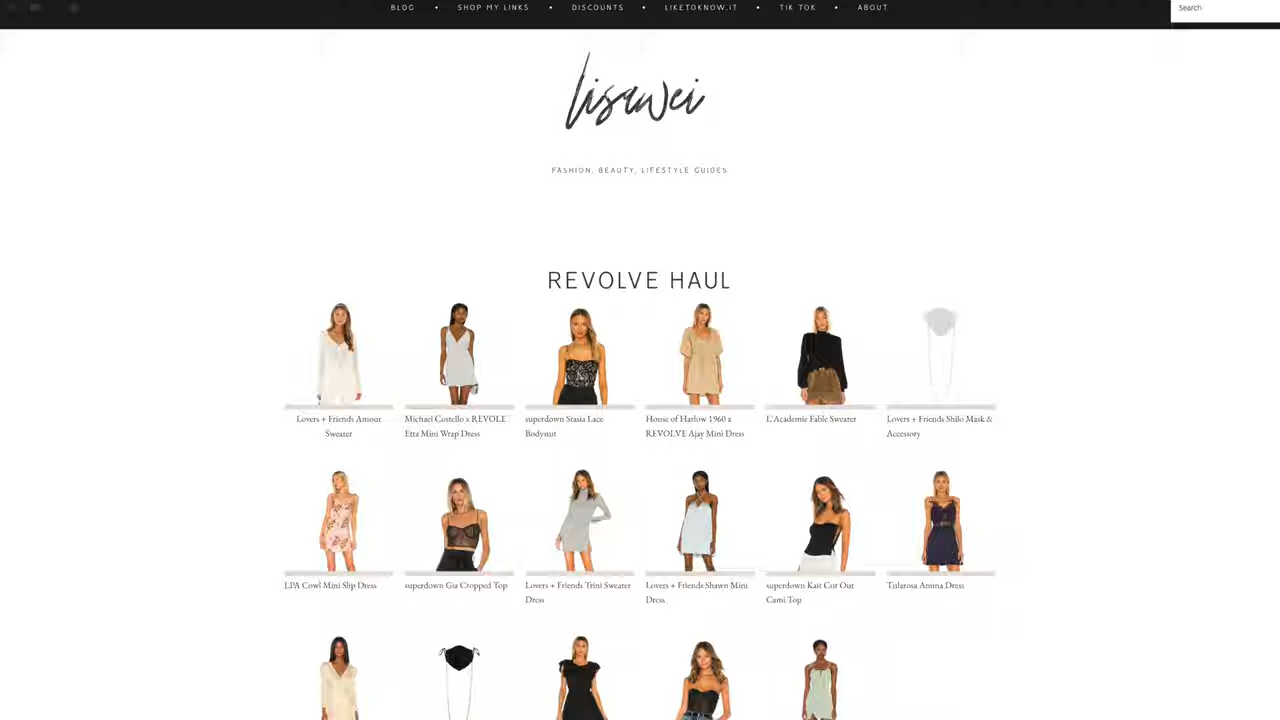 BLOG • SHOP MY LINKS • DISCOUNTS • LIKETOKNOW.IT • TIK TOK • ABOUT
Search
lisawei
FASHION, BEAUTY, LIFESTYLE GUIDES
REVOLVE HAUL
Lovers + Friends Amour
Sweater
Michael Costello x REVOLE
Etta Mini Wrap Dress
superdown Stasia Lace
Bodysuit
House of Harlow 1960 x
REVOLVE Ajay Mini Dress
L'Academie Fable Sweater
Lovers + Friends Shilo Mask &
Accessory
LPA Cowl Mini Slip Dress
superdown Gia Cropped Top
Lovers + Friends Trini Sweater
Dress
Lovers + Friends Shawn Mini
Dress
superdown Kasi Cut Out
Cami Top
Tularosa Amma Dress